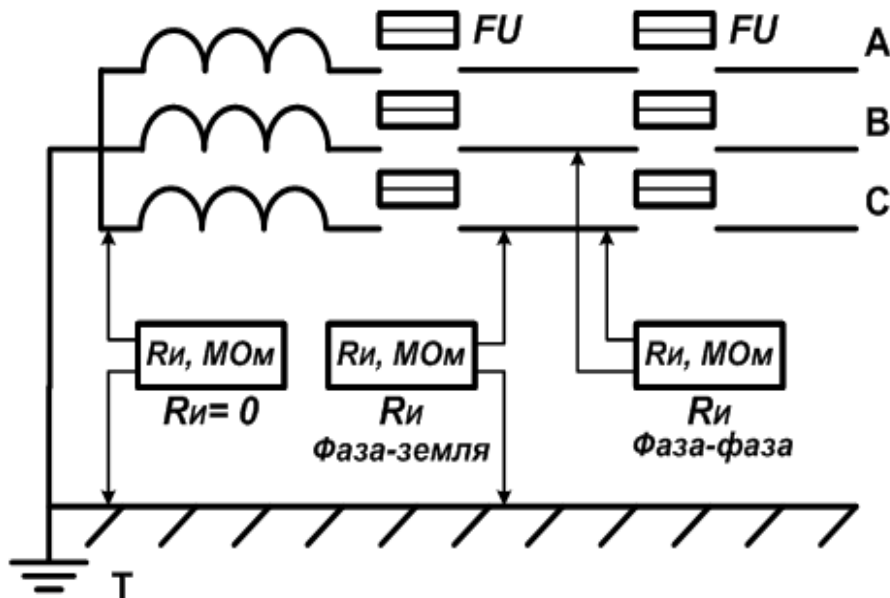 FU
FU
A
B
C
Rи, МОм
Rи, МОм
Rи, МОм
Rи= 0
Rи
Rи
Фаза-земля
Фаза-фаза
T